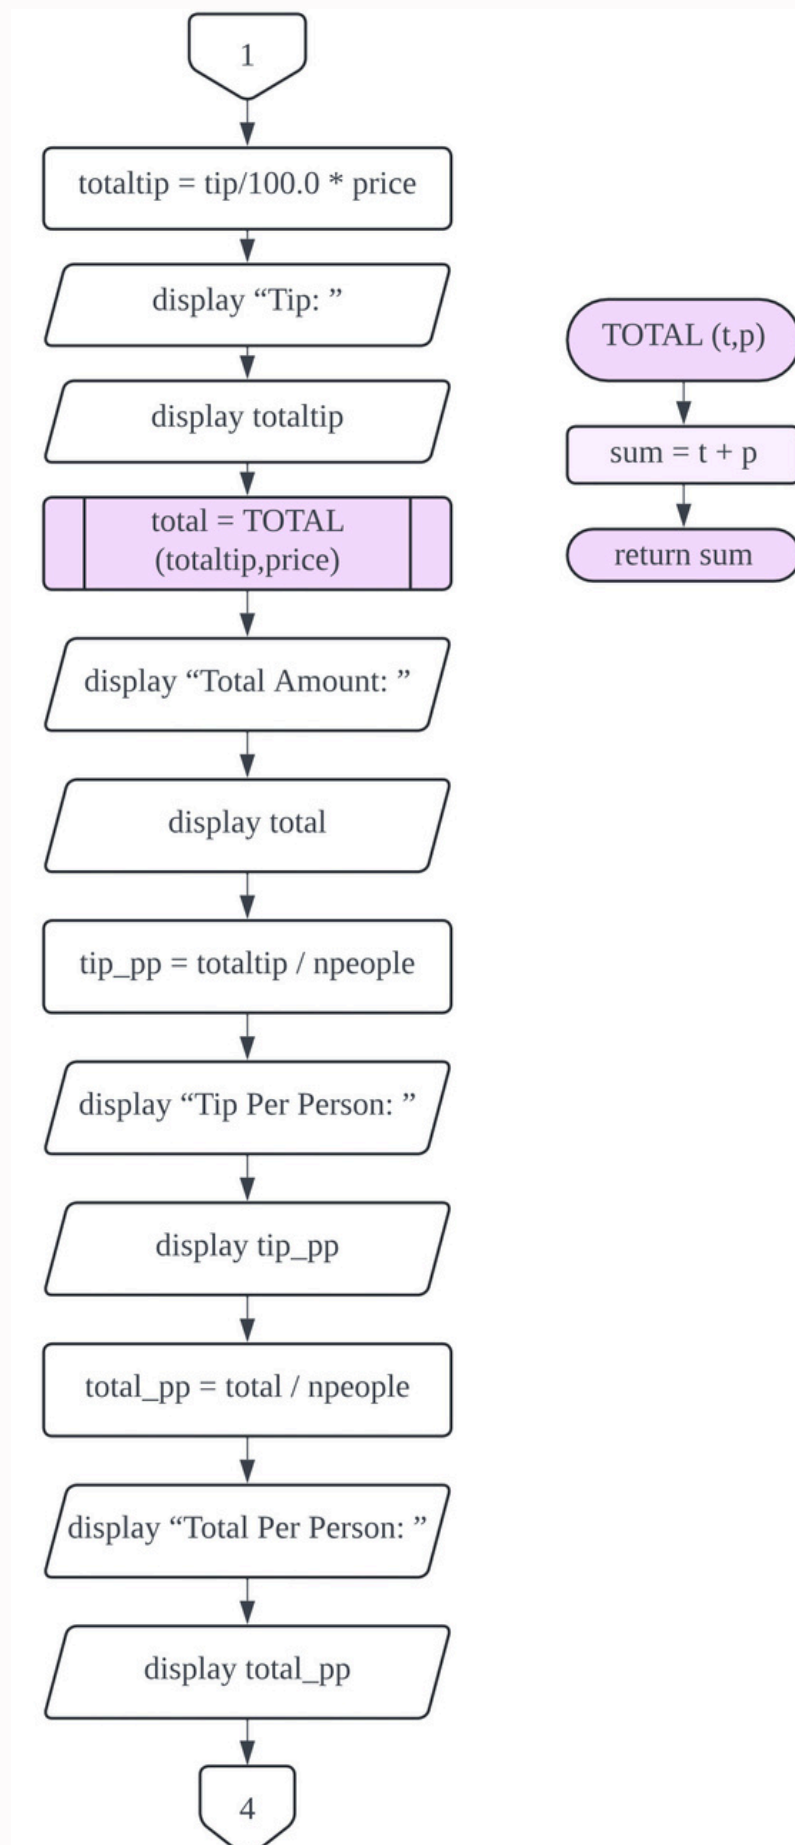 1
totaltip = tip/100.0 * price
display “Tip: ”
display totaltip
total = TOTAL
(totaltip,price)
display “Total Amount: ”
display total
tip_pp = totaltip / npeople
display “Tip Per Person: ”
display tip_pp
total_pp = total / npeople
display “Total Per Person: ”
display total_pp
4
TOTAL (t,p)
sum = t + p
return sum